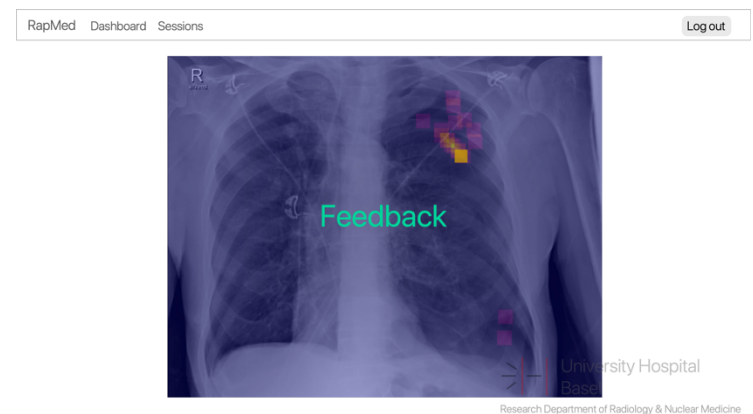 RapMed Dashboard Sessions Log out
R
Feedback
University Hospital
Basel
Research Department of Radiology & Nuclear Medicine